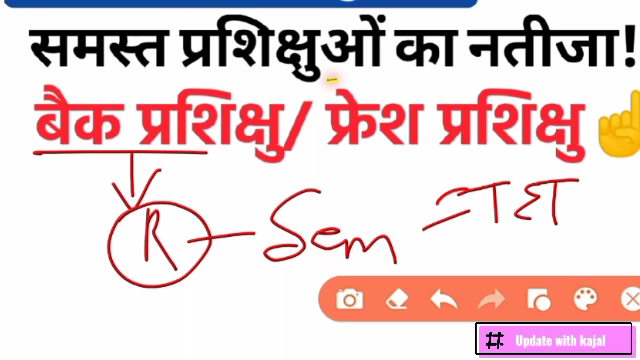 समस्त प्रशिक्षुओं का नतीजा!
बैक प्रशिक्षु/ फ्रेश प्रशिक्षु
R - Sem
# Update with kajal